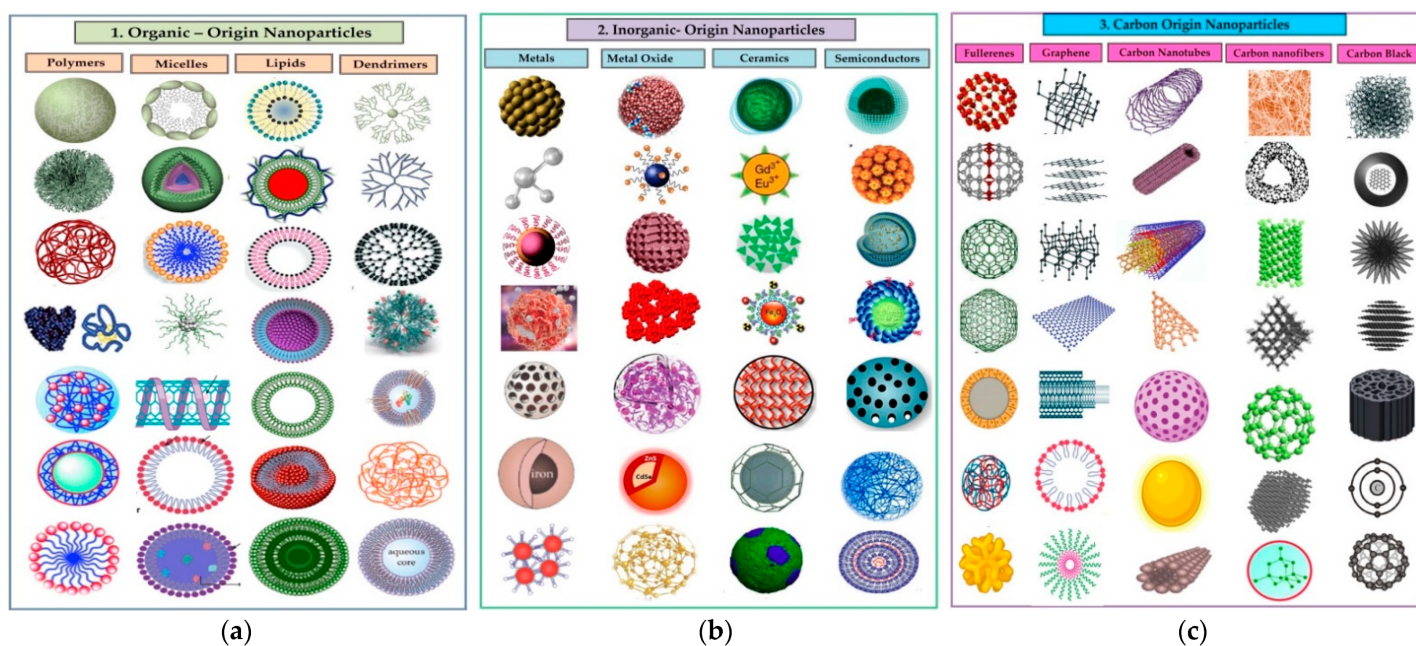 1. Organic – Origin Nanoparticles
Polymers Micelles Lipids Dendrimers
aqueous
core
(a)
2. Inorganic- Origin Nanoparticles
Metals Metal Oxide Ceramics Semiconductors
Gd³⁺
Eu³⁺
iron
ZnS
CdSe
(b)
3. Carbon Origin Nanoparticles
Fullerenes Graphene Carbon Nanotubes Carbon nanofibers Carbon Black
(c)